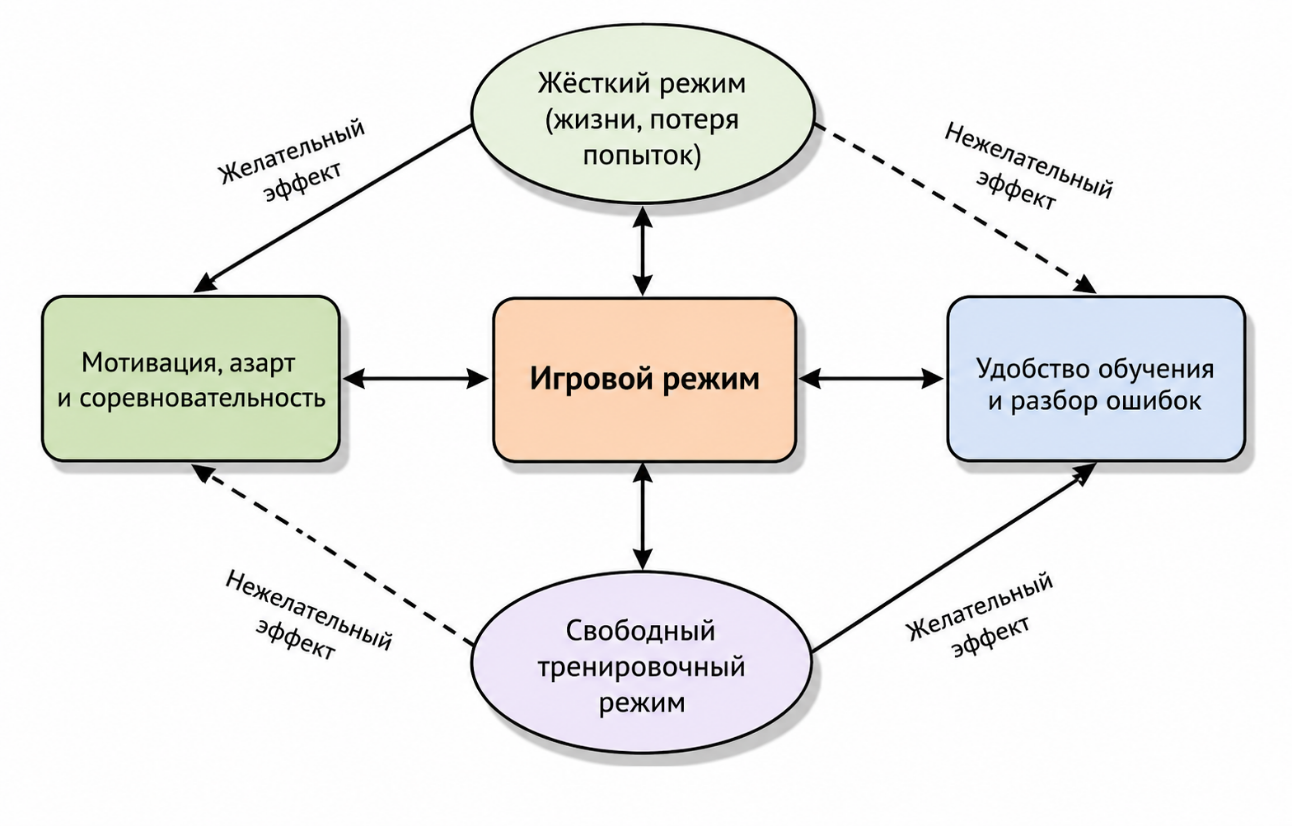 Жёсткий режим
(жизни, потеря
попыток)
Желательный
эффект
Нежелательный
эффект
Мотивация, азарт
и соревновательность
Игровой режим
Удобство обучения
и разбор ошибок
Нежелательный
эффект
Свободный
тренировочный
режим
Желательный
эффект